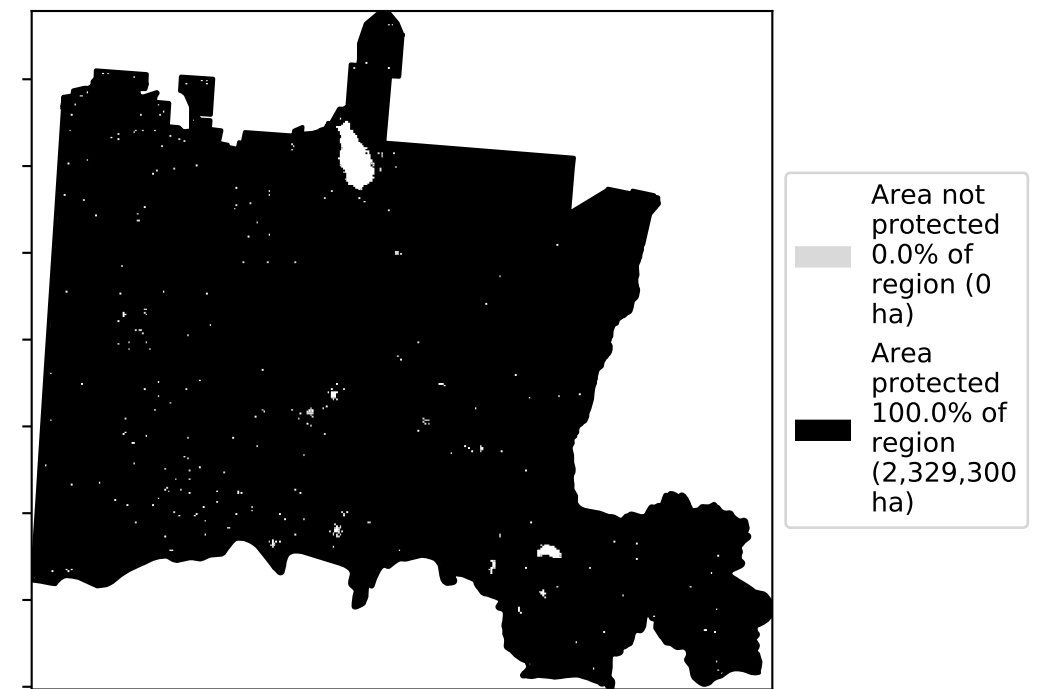 Area not
protected
0.0% of
region (0
ha)
Area
protected
100.0% of
region
(2,329,300
ha)